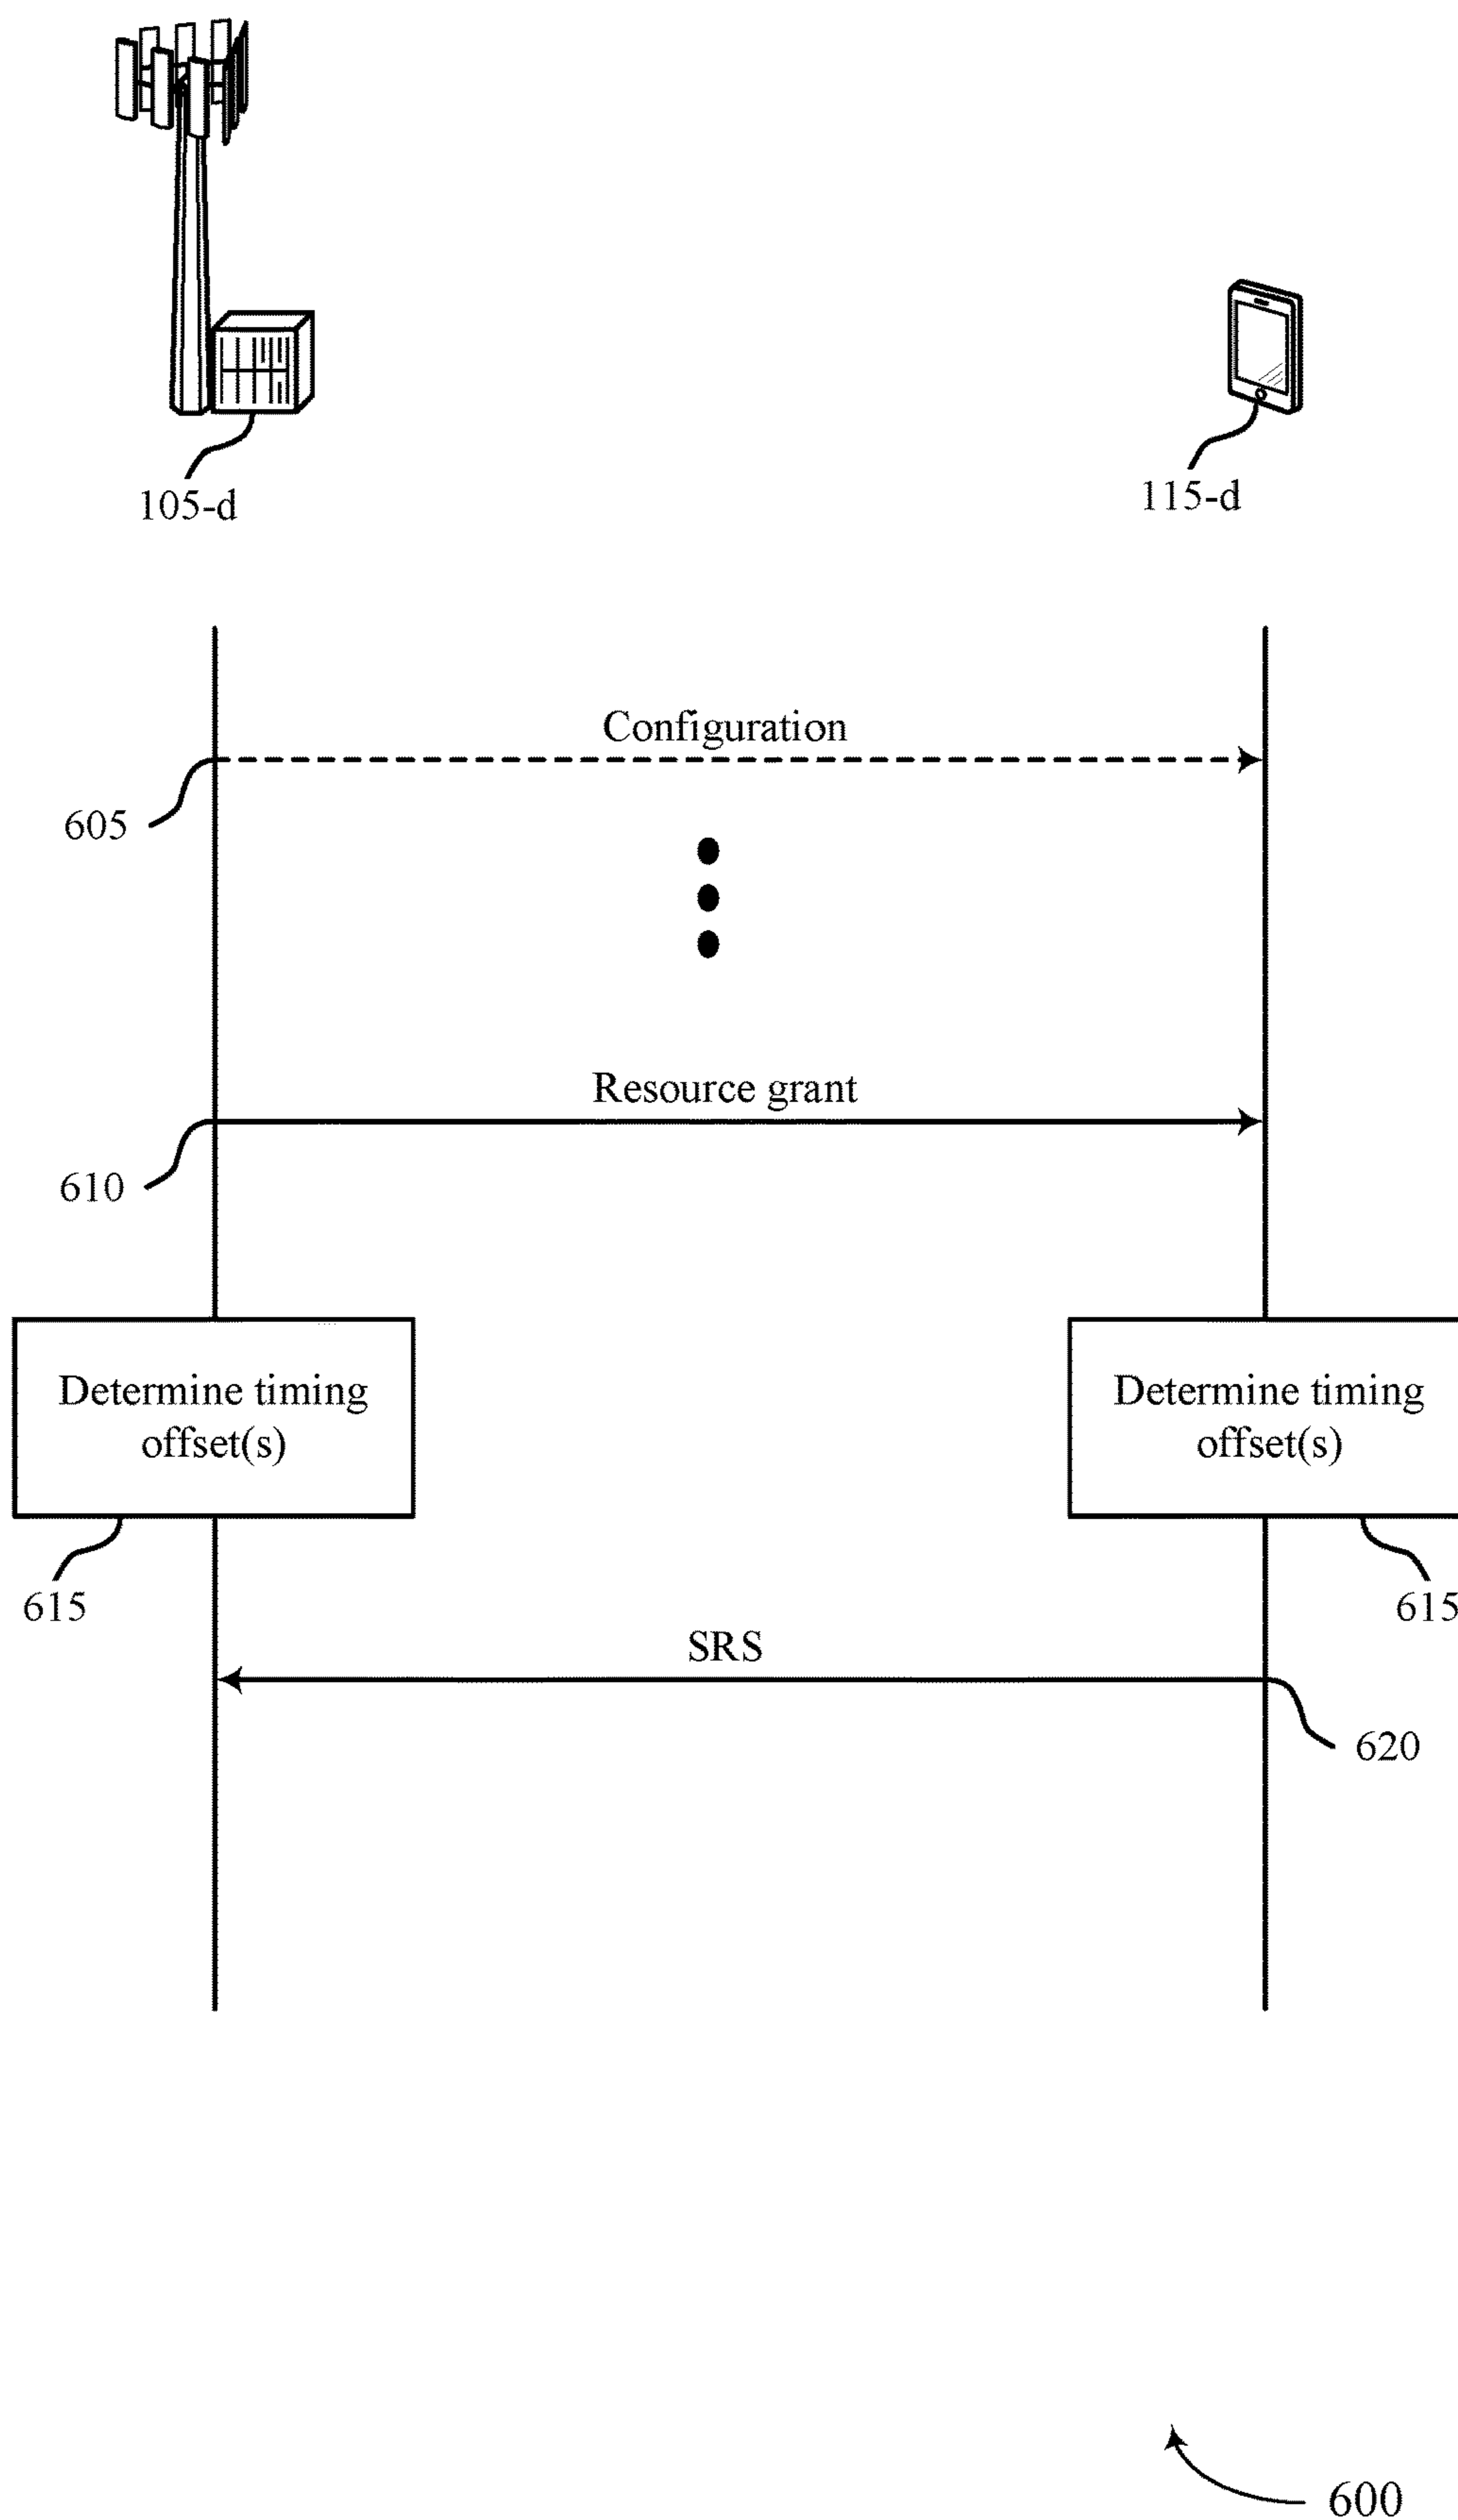 105-d
115-d
Configuration
605
Resource grant
610
Determine timing
offset(s)
Determine timing
offset(s)
615
615
SRS
620
600